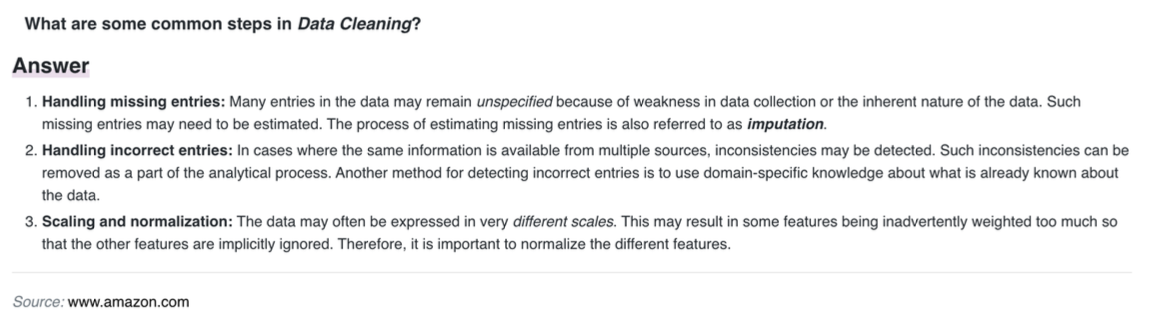 What are some common steps in Data Cleaning?
Answer
1. Handling missing entries: Many entries in the data may remain unspecified because of weakness in data collection or the inherent nature of the data. Such
missing entries may need to be estimated. The process of estimating missing entries is also referred to as imputation.
2. Handling incorrect entries: In cases where the same information is available from multiple sources, inconsistencies may be detected. Such inconsistencies can be
removed as a part of the analytical process. Another method for detecting incorrect entries is to use domain-specific knowledge about what is already known about
the data.
3. Scaling and normalization: The data may often be expressed in very different scales. This may result in some features being inadvertently weighted too much so
that the other features are implicitly ignored. Therefore, it is important to normalize the different features.
Source: www.amazon.com